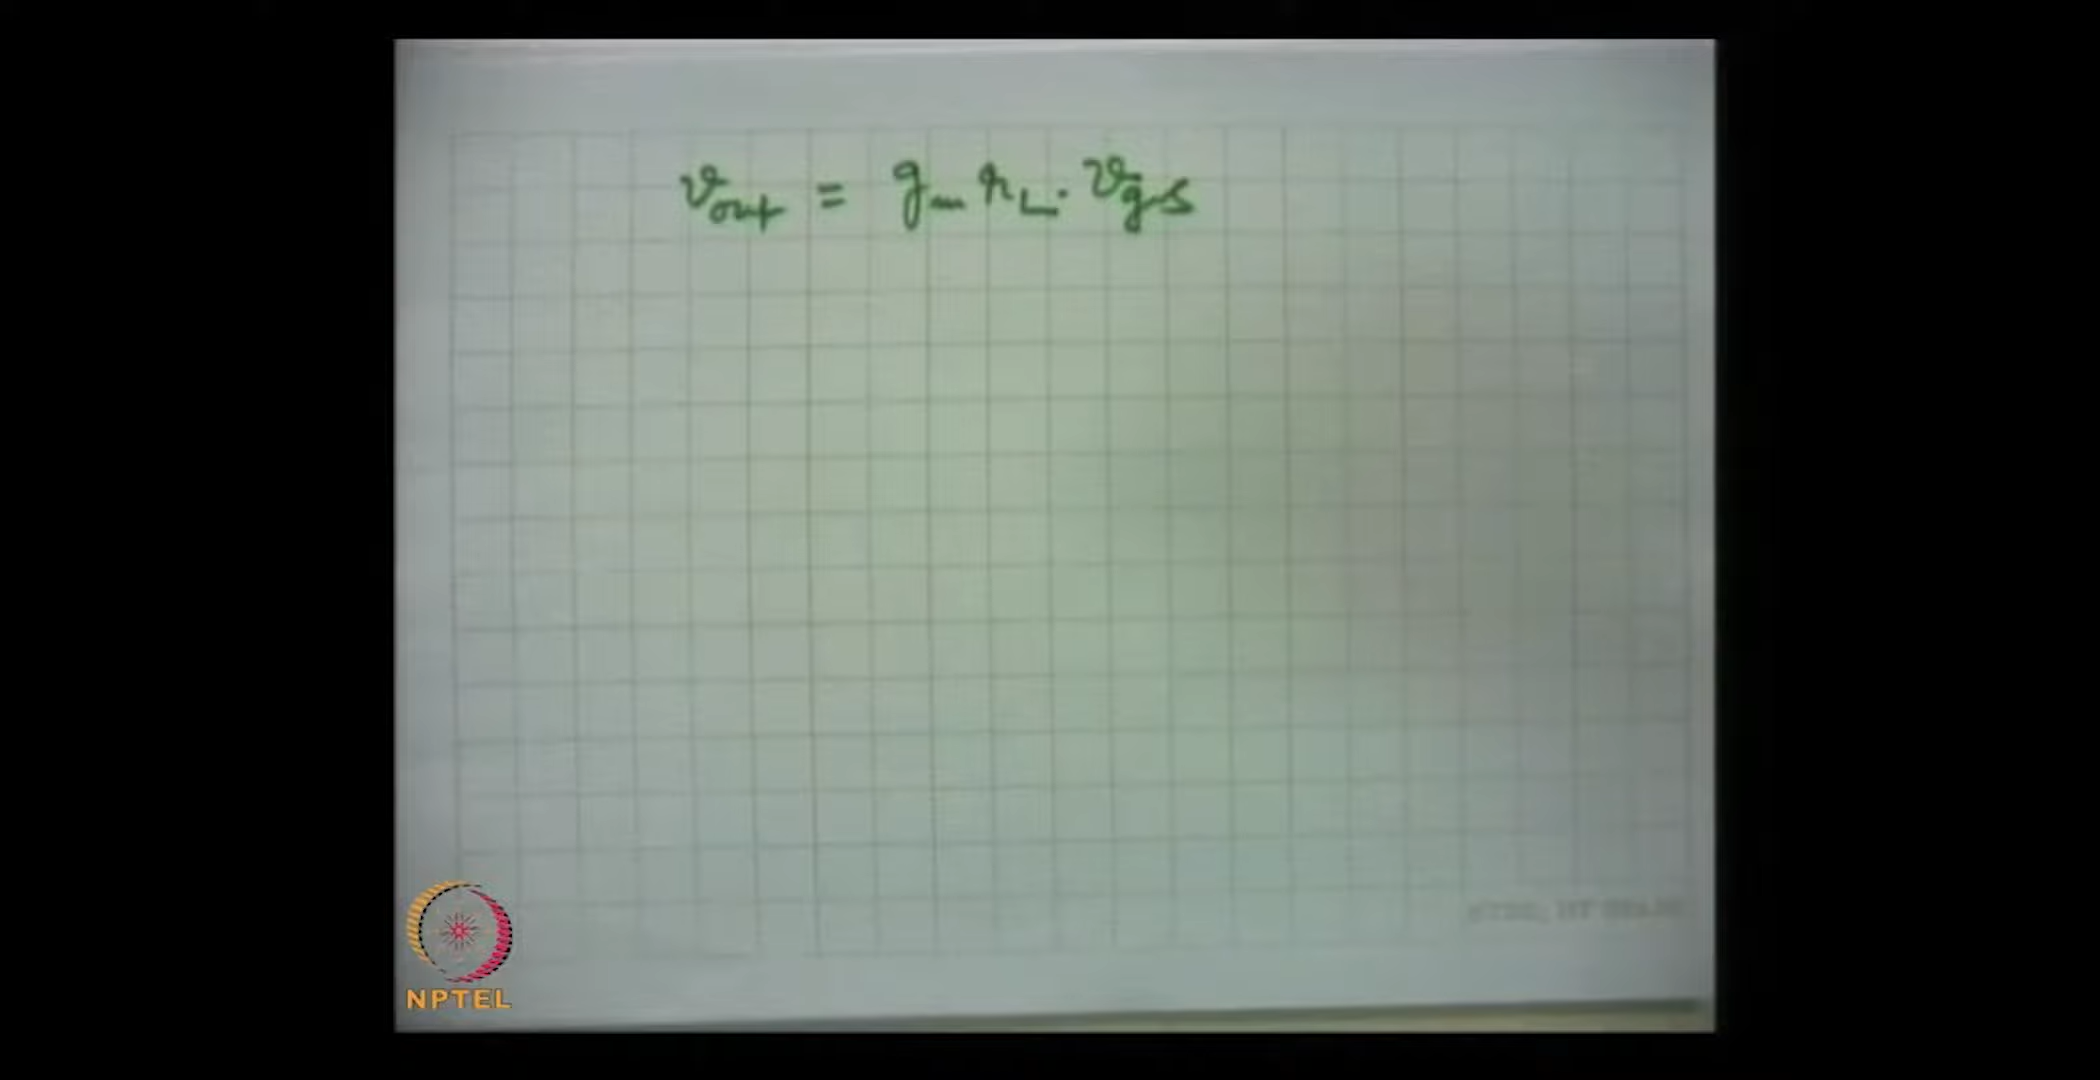 v_out = g_m r_L . v_gs
NPTEL